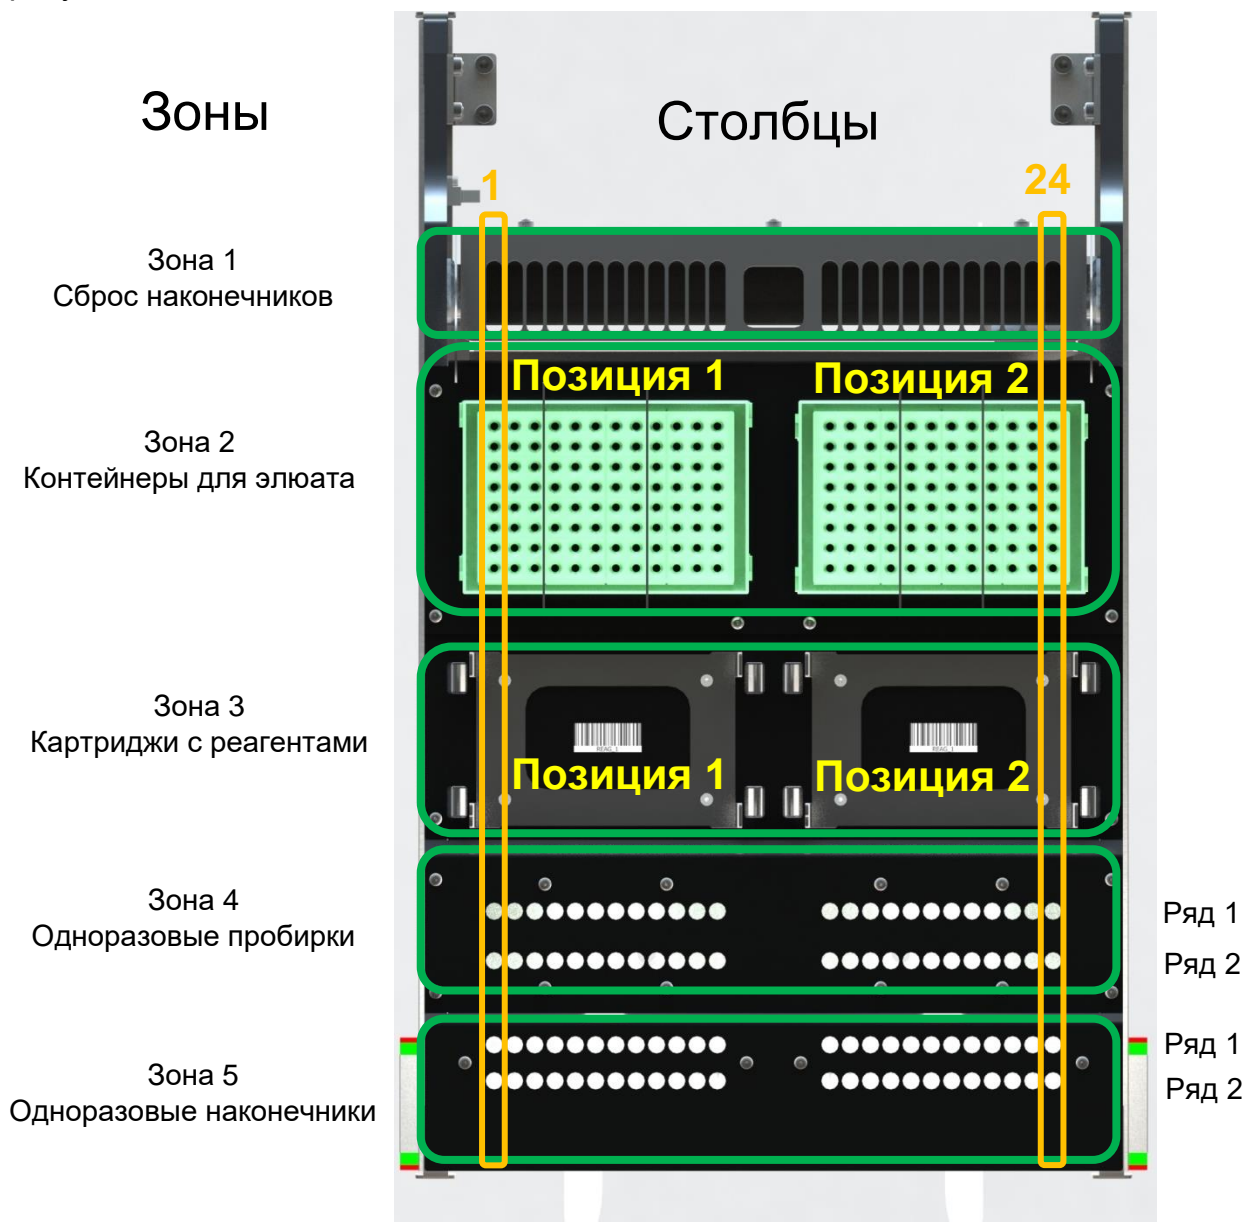 Зоны
Столбцы
1
24
Зона 1
Сброс наконечников
Позиция 1
Позиция 2
Зона 2
Контейнеры для элюата
Зона 3
Картриджи с реагентами
REAG_1
REAG_1
Позиция 1
Позиция 2
Зона 4
Одноразовые пробирки
Ряд 1
Ряд 2
Зона 5
Одноразовые наконечники
Ряд 1
Ряд 2